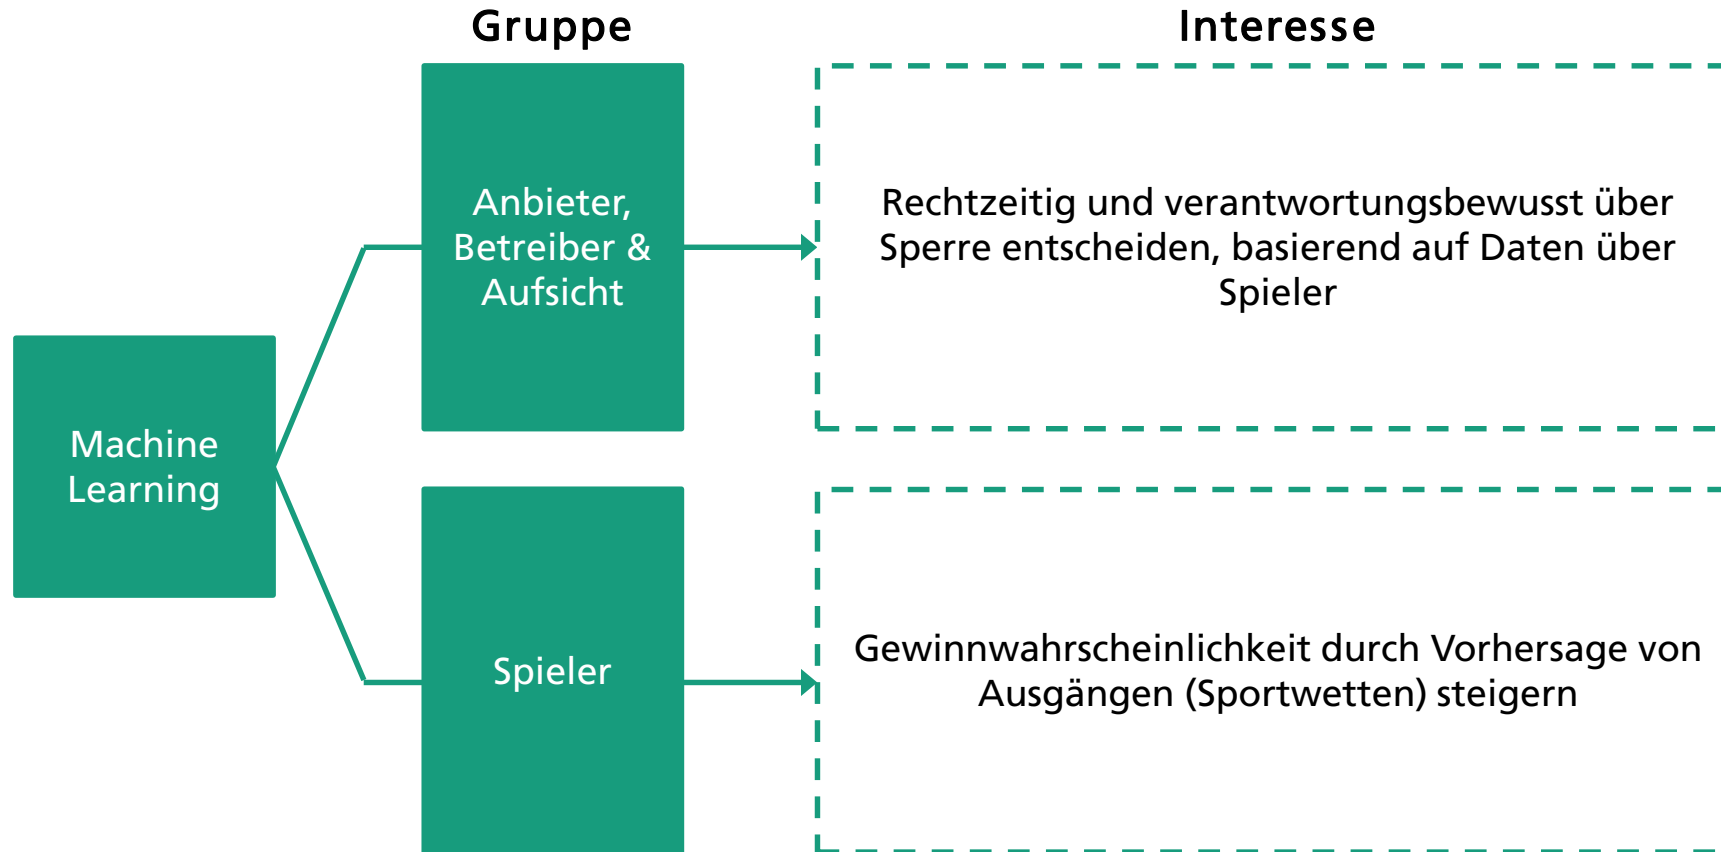 Gruppe
Interesse
Anbieter,
Betreiber &
Aufsicht
Rechtzeitig und verantwortungsbewusst über
Sperre entscheiden, basierend auf Daten über
Spieler
Machine
Learning
Spieler
Gewinnwahrscheinlichkeit durch Vorhersage von
Ausgängen (Sportwetten) steigern